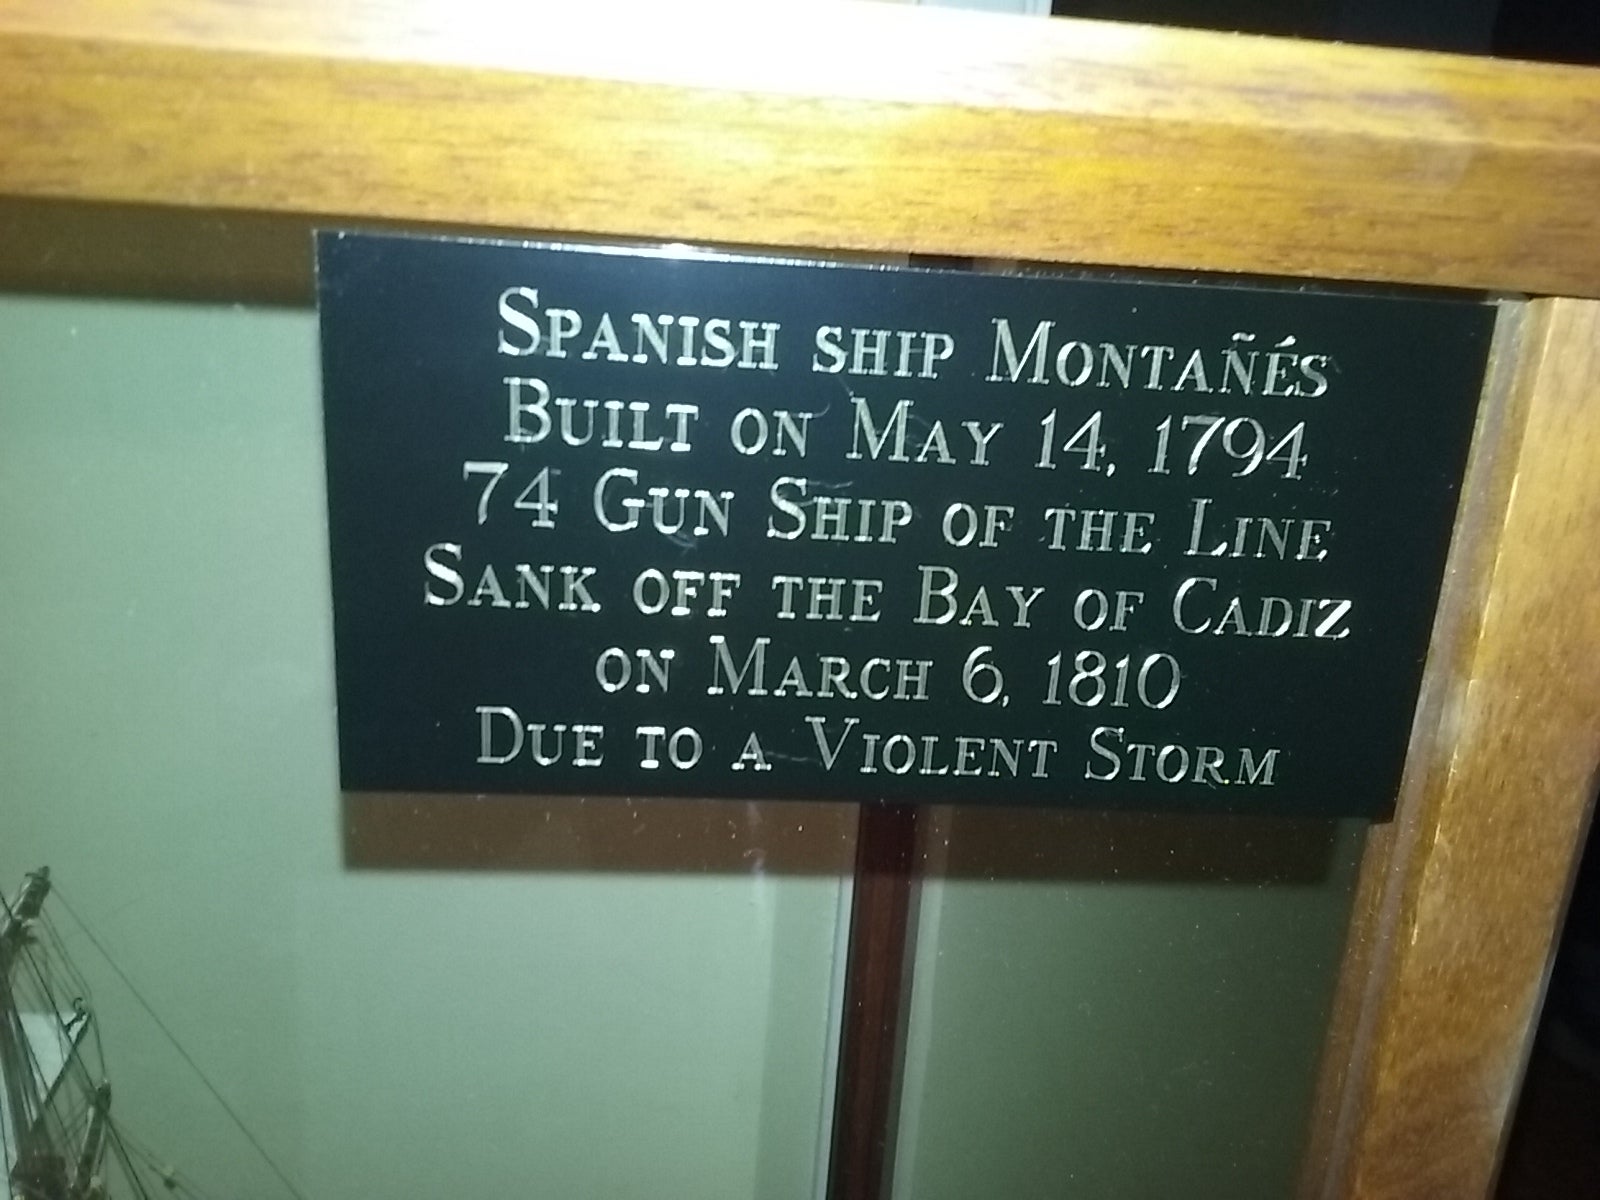 Spanish ship Montañés
Built on May 14, 1794
74 Gun Ship of the Line
Sank off the Bay of Cadiz
on March 6, 1810
Due to a Violent Storm